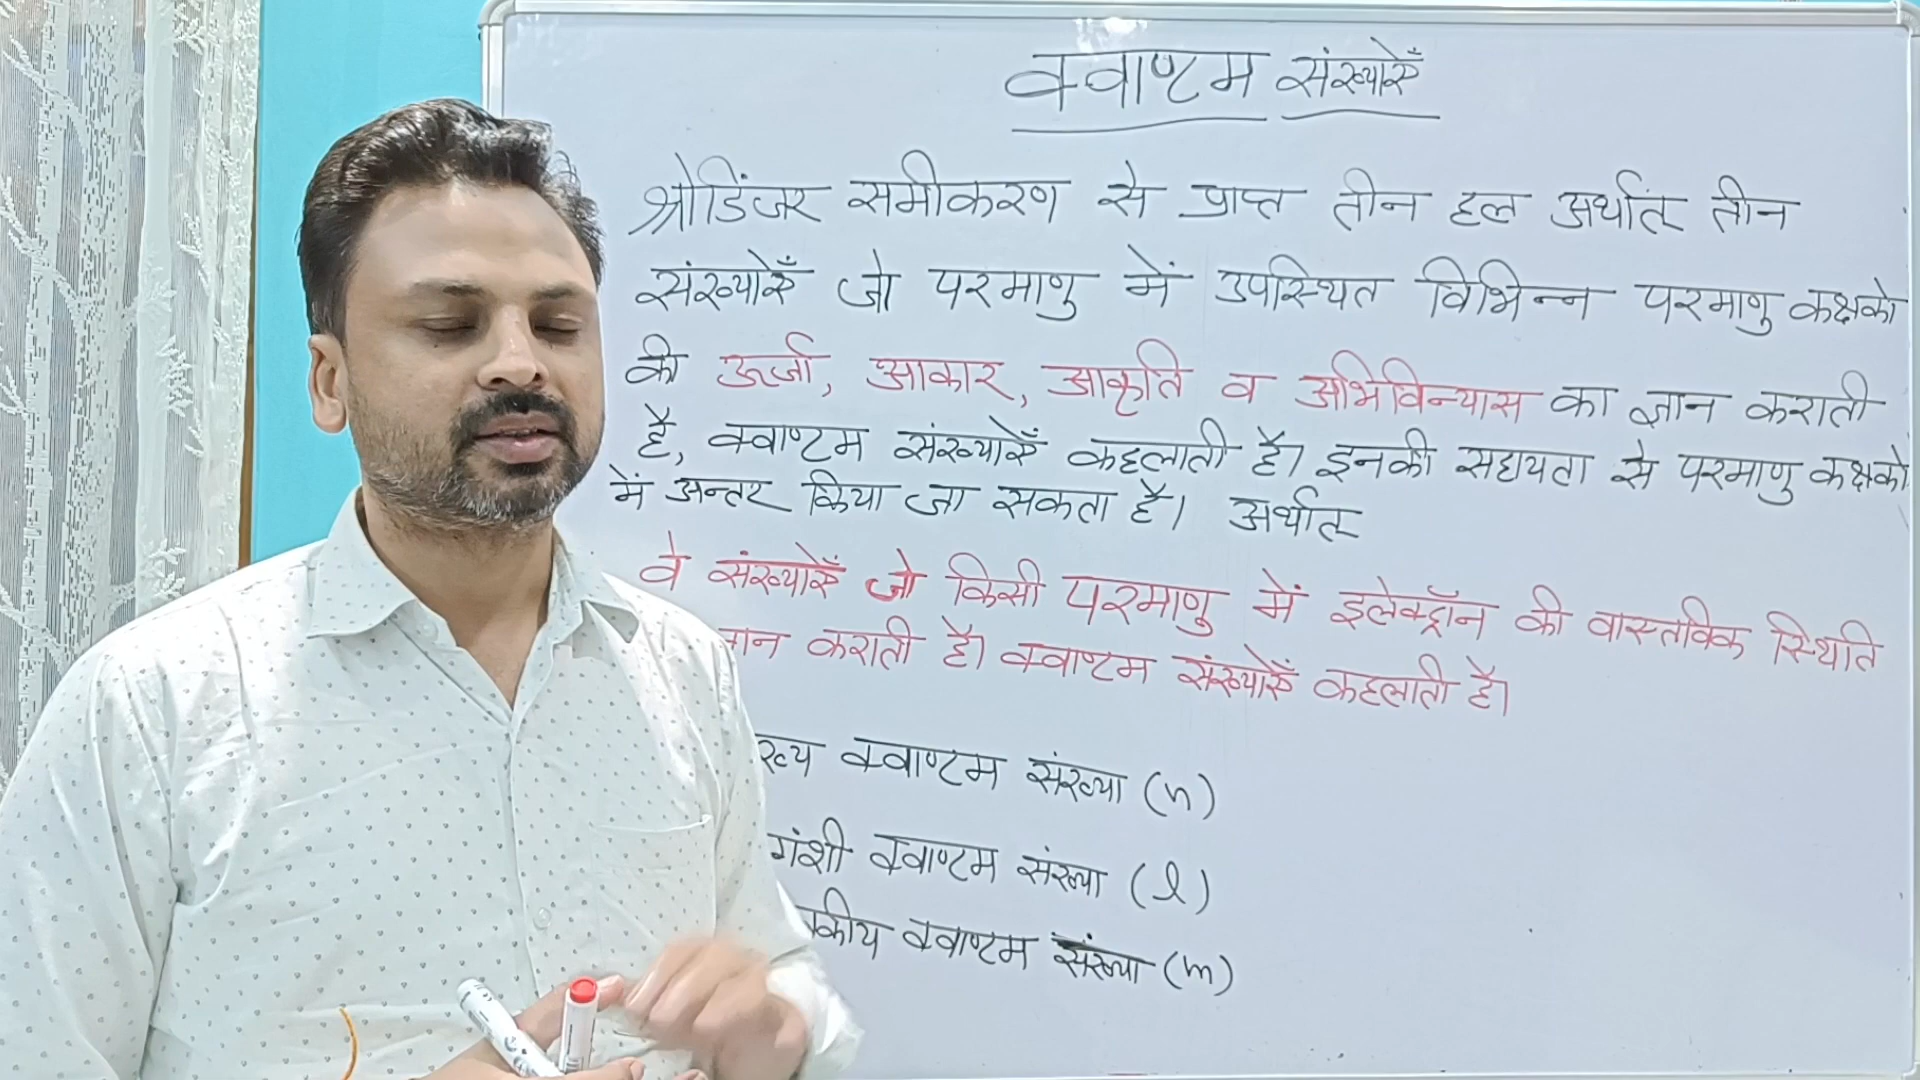 क्वाण्टम संख्याएँ
श्रोडिंजर समीकरण से प्राप्त तीन हल अर्थात तीन
संख्याएँ जो परमाणु में उपस्थित विभिन्न परमाणु कक्षको
की ऊर्जा, आकार, आकृति व अभिविन्यास का ज्ञान कराती
है, क्वाण्टम संख्याएँ कहलाती है। इनकी सहायता से परमाणु कक्षको
में अन्तर किया जा सकता है। अर्थात
वे संख्याएँ जो किसी परमाणु में इलेक्ट्रॉन की वास्तविक स्थिति
कराती है। क्वाण्टम संख्याएँ कहलाती है।
क्वाण्टम संख्या (n)
क्वाण्टम संख्या (l)
क्वाण्टम संख्या (m)